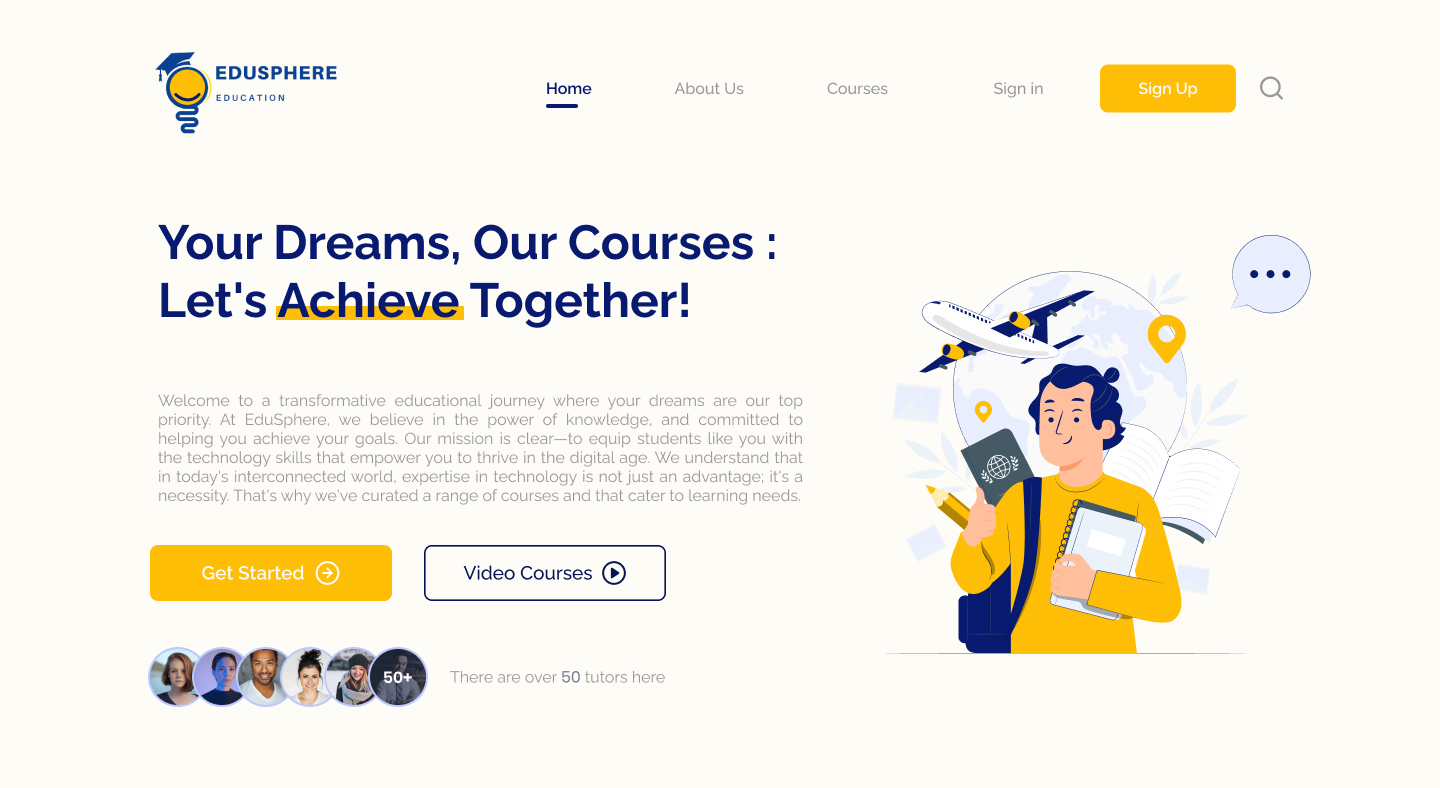 EDUSPHERE
EDUCATION
Home
About Us
Courses
Sign in
Sign Up
Your Dreams, Our Courses :
Let's Achieve Together!
Welcome to a transformative educational journey where your dreams are our top
priority. At EduSphere, we believe in the power of knowledge, and committed to
helping you achieve your goals. Our mission is clear—to equip students like you with
the technology skills that empower you to thrive in the digital age. We understand that
in today's interconnected world, expertise in technology is not just an advantage; it's a
necessity. That's why we've curated a range of courses and that cater to learning needs.
Get Started
Video Courses
50+
There are over 50 tutors here